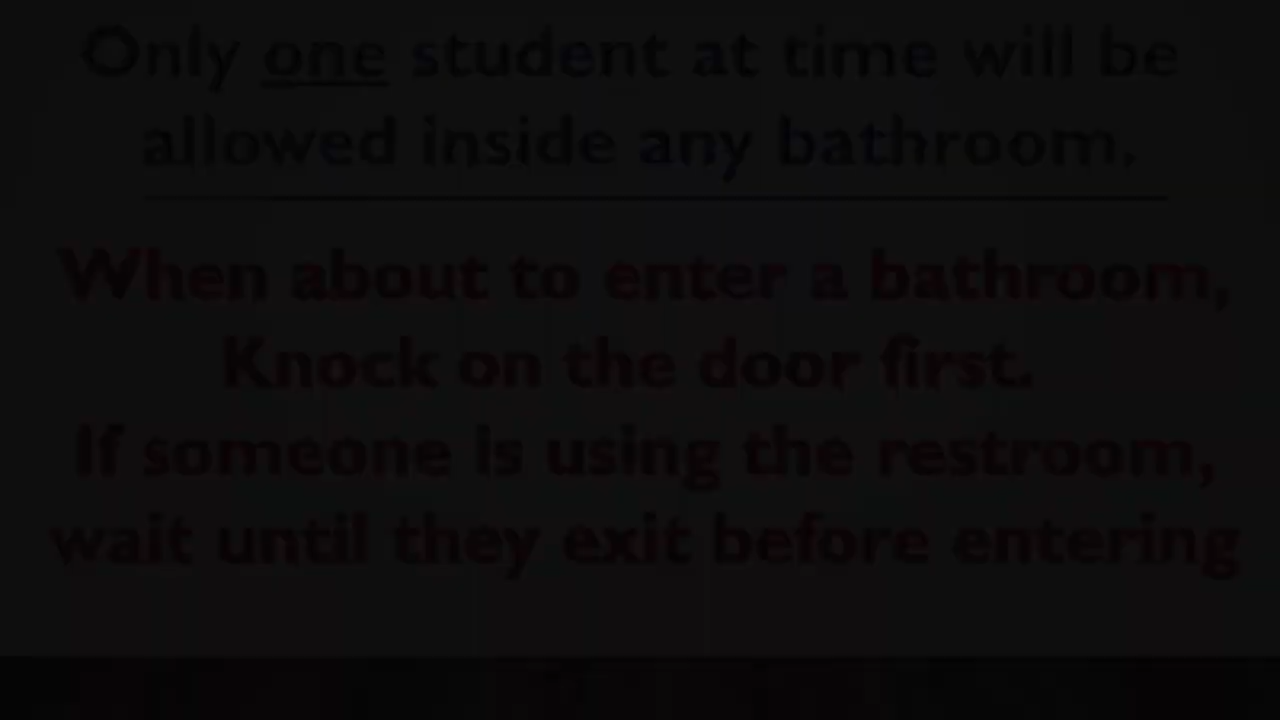 Only one student at time will be
allowed inside any bathroom.
When about to enter a bathroom,
Knock on the door first.
If someone is using the restroom,
wait until they exit before entering